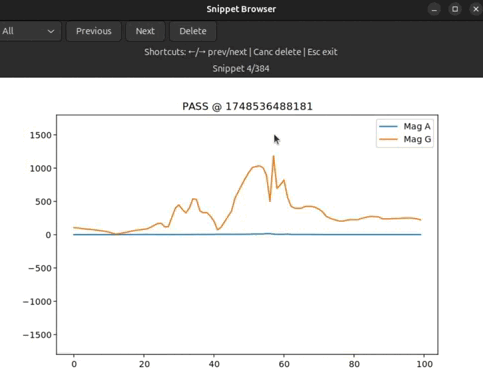 Snippet Browser
All Previous Next Delete
Shortcuts: ←/→ prev/next | Canc delete | Esc exit
Snippet 4/384
PASS @ 1748536488181
Mag A
Mag G
1500
1000
500
0
−500
−1000
−1500
0 20 40 60 80 100